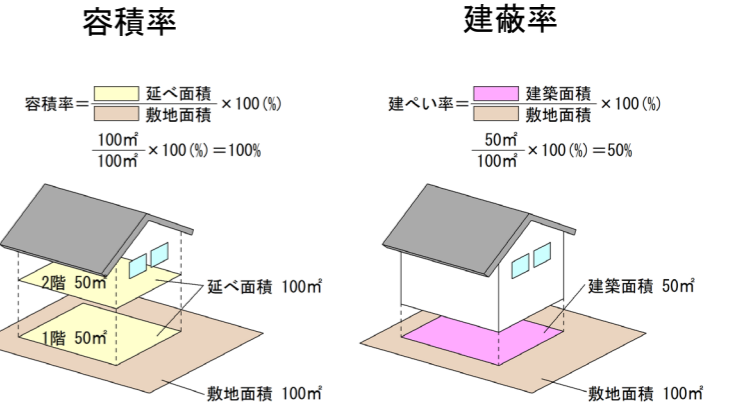 容積率
容積率＝延べ面積/敷地面積×100(%)
100㎡/100㎡×100(%)＝100%
2階 50㎡
延べ面積 100㎡
1階 50㎡
敷地面積 100㎡
建蔽率
建ぺい率＝建築面積/敷地面積×100(%)
50㎡/100㎡×100(%)＝50%
建築面積 50㎡
敷地面積 100㎡